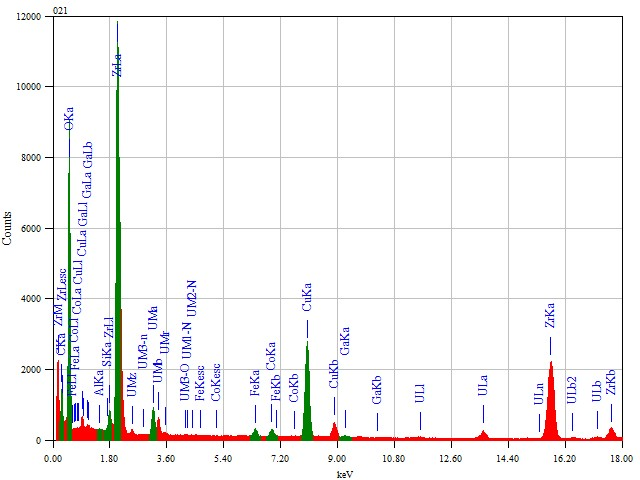 021
12000
10000
8000
6000
4000
2000
0
Counts
0.00
1.80
3.60
5.40
7.20
9.00
10.80
12.60
14.40
16.20
18.00
keV
CKa
ZrM
ZrLesc
OKa
FeLl
FeLa
CoLl
CoLa
CuLl
CuLa
GaLl
GaLa
GaLb
AlKa
SiKa
ZrLl
ZrLa
UMz
UM3-n
UMa
UMb
UMr
UM3-O
UM1-N
UM2-N
FeKesc
CoKesc
FeKa
CoKa
FeKb
CoKb
CuKa
CuKb
GaKa
GaKb
ULl
ULa
ULn
ZrKa
ULb2
ULb
ZrKb